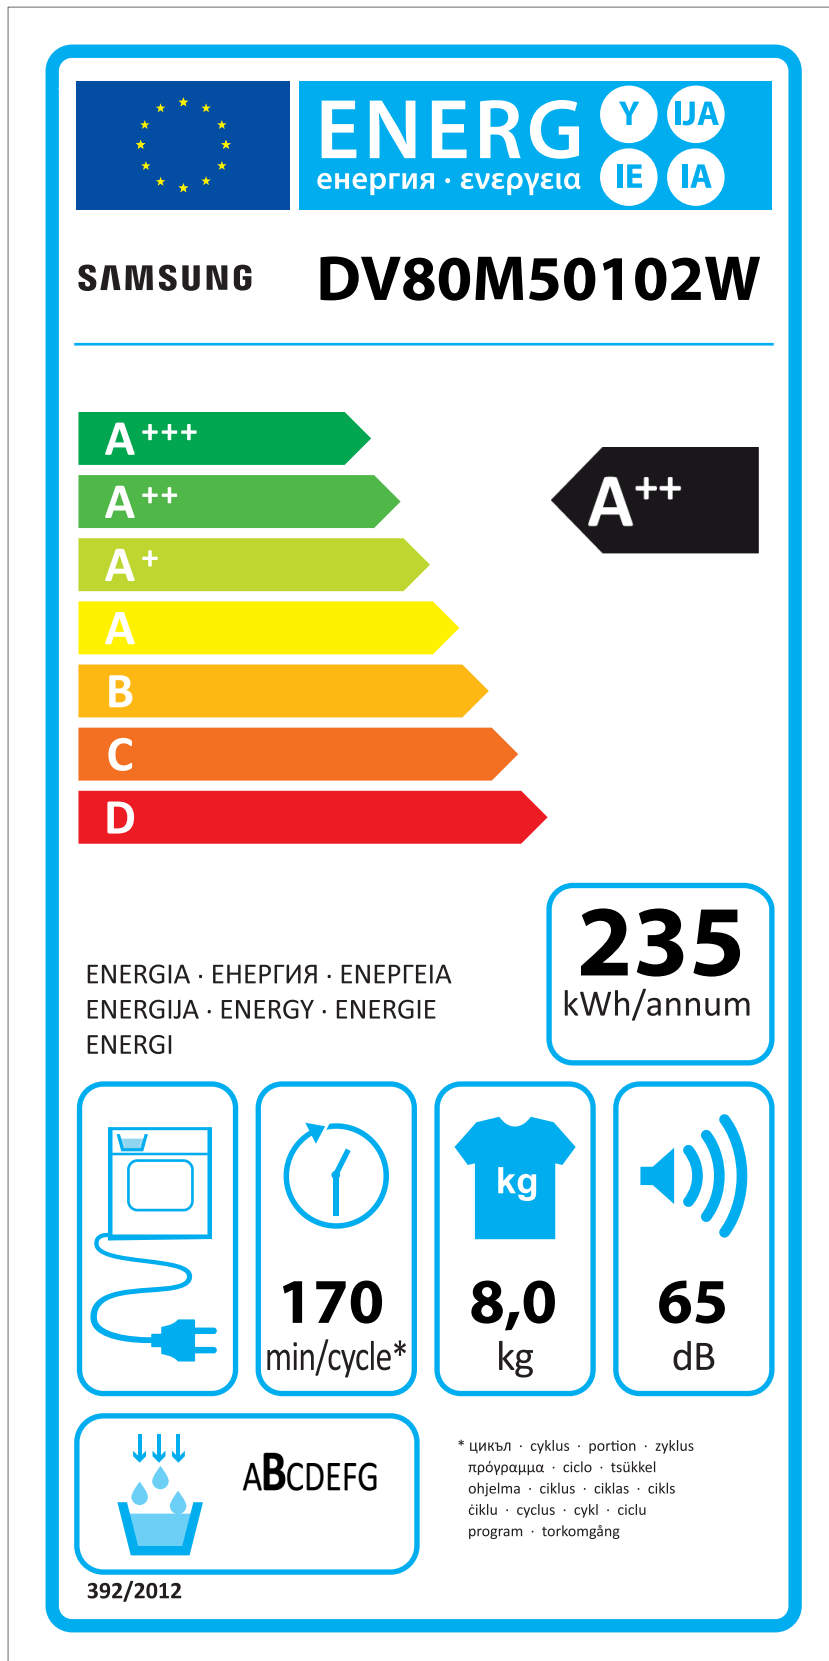 ENERG Y IJA
енергия · ενεργεια IE IA
SAMSUNG DV80M50102W
A+++
A++
A++
A+
A
B
C
D
235
kWh/annum
ENERGIA · ЕНЕРГИЯ · ΕΝΕΡΓΕΙΑ
ENERGIJA · ENERGY · ENERGIE
ENERGI
170
min/cycle*
kg
8,0
kg
65
dB
ABCDEFG
* цикъл · cyklus · portion · zyklus
πρόγραμμα · ciclo · tsükkel
ohjelma · ciklus · ciklas · cikls
ċiklu · cyclus · cykl · ciclu
program · torkomgång
392/2012